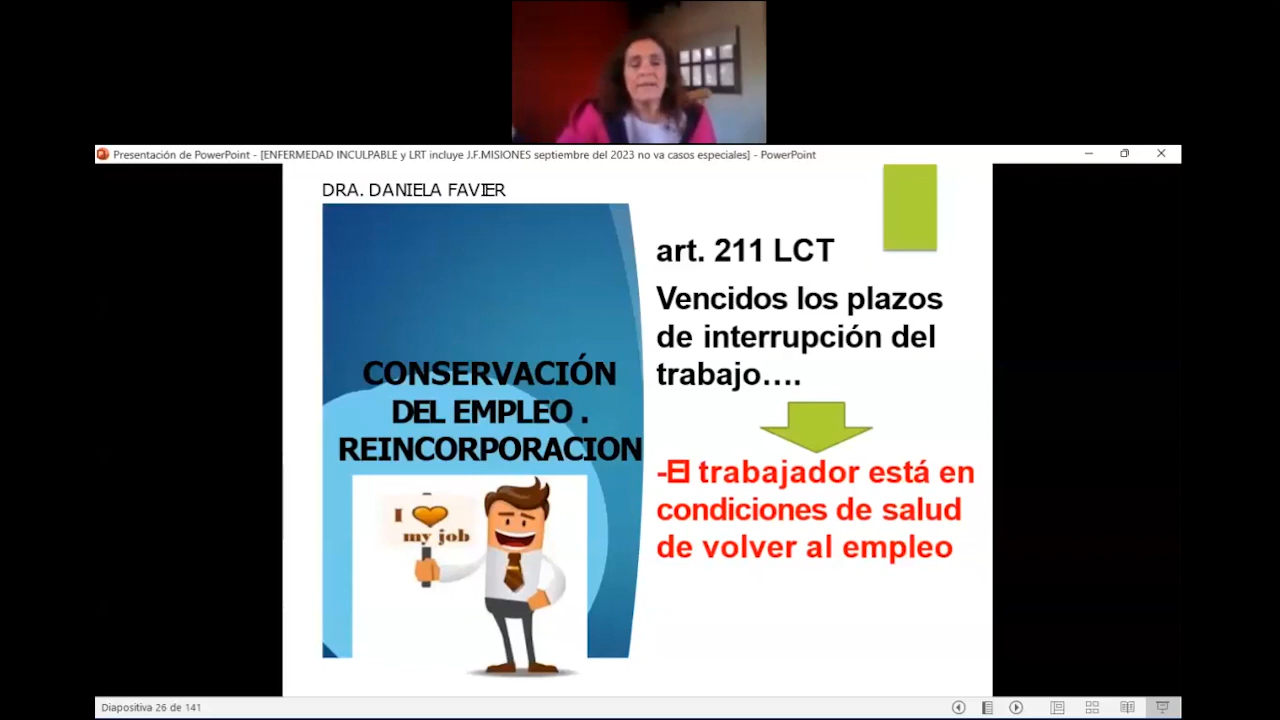 Presentación de PowerPoint - [ENFERMEDAD INCULPABLE y LRT incluye J.F.MISIONES septiembre del 2023 no va casos especiales] - PowerPoint
DRA. DANIELA FAVIER
CONSERVACIÓN
DEL EMPLEO .
REINCORPORACION
I
my job
art. 211 LCT
Vencidos los plazos
de interrupción del
trabajo....
-El trabajador está en
condiciones de salud
de volver al empleo
Diapositiva 26 de 141